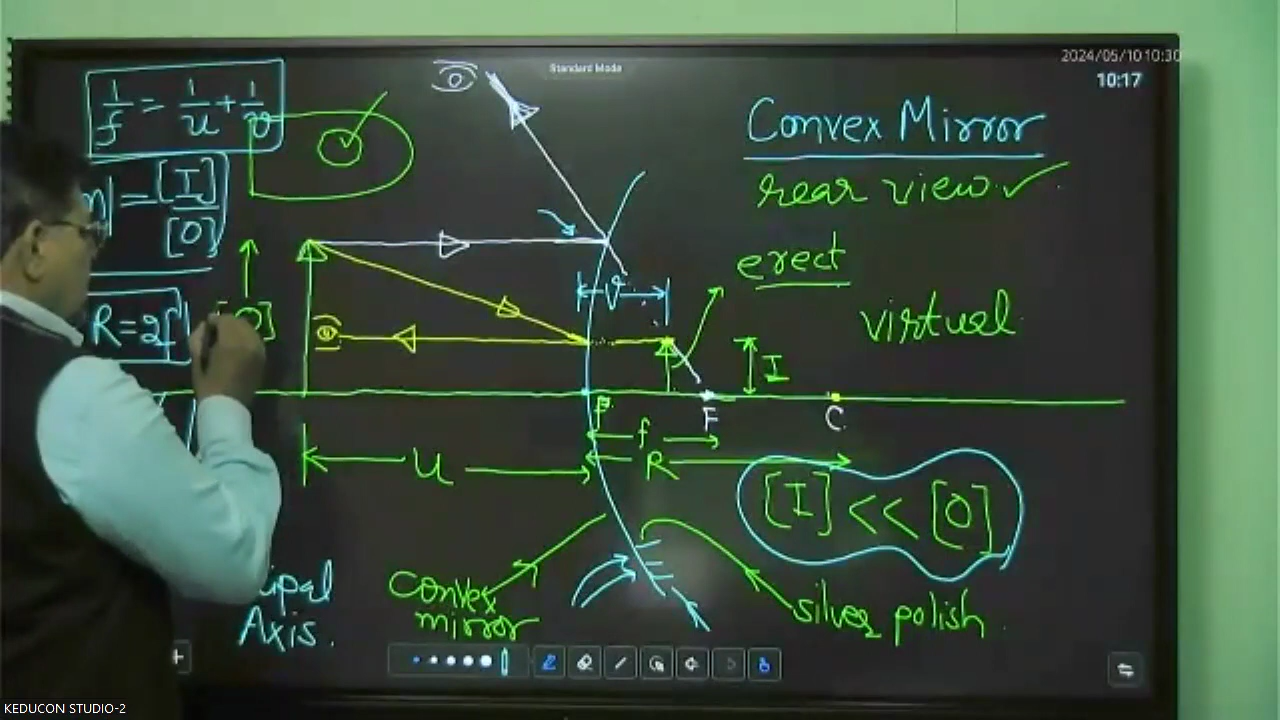 2024/05/10 10:30
Standard Mode
10:17
1/f = 1/u + 1/v
Convex Mirror
m| = [I]/[O]
rear view ✓
erect
R=2f
v
virtual
I
P
F
C
f
u
R
[I] << [O]
convex
mirror
silver polish
Axis.
KEDUCON STUDIO-2